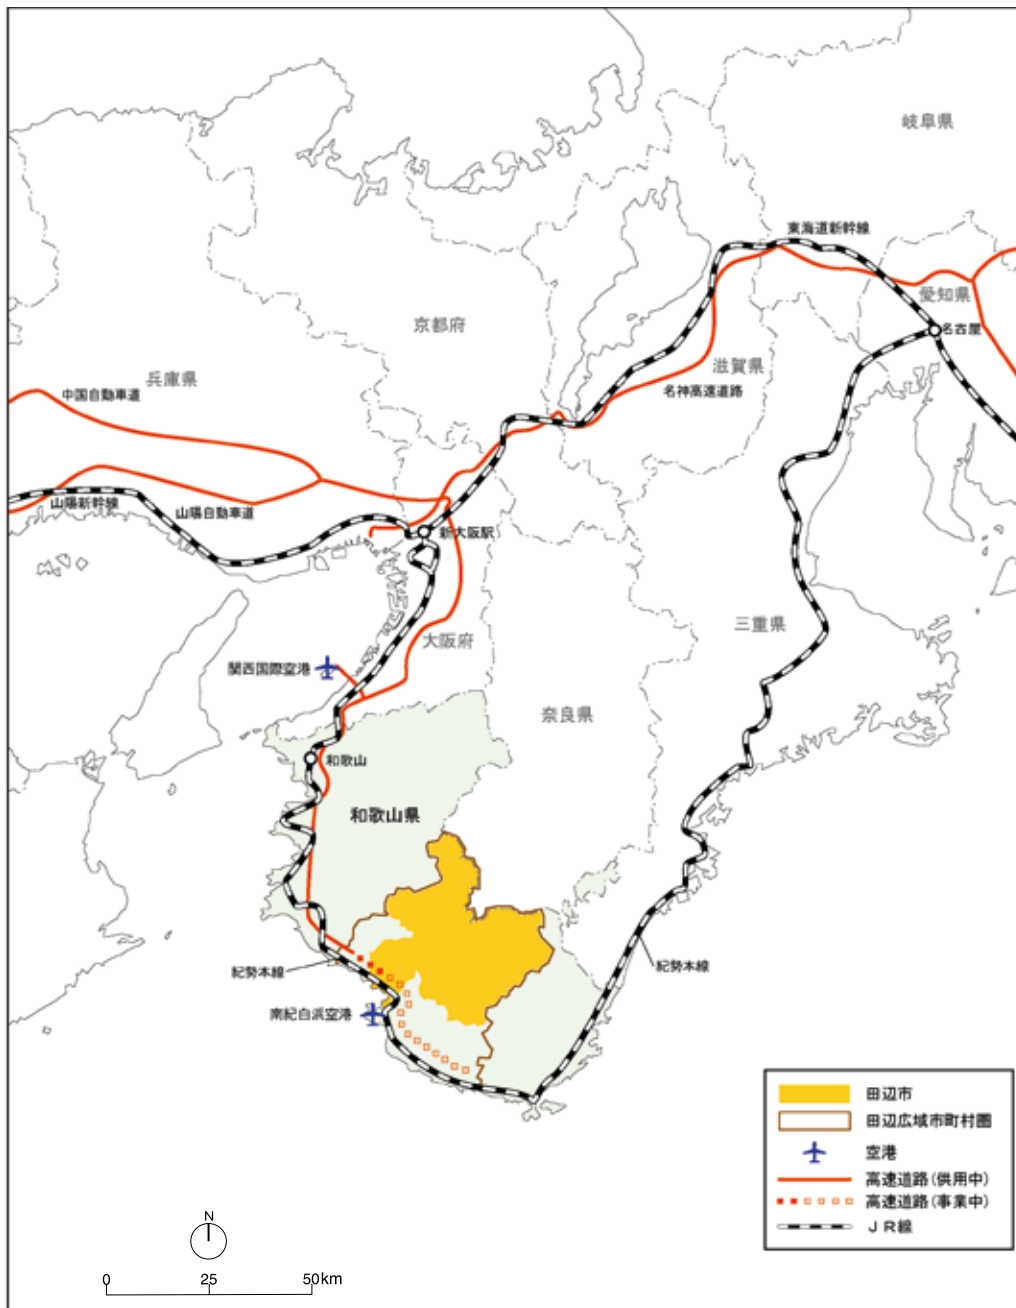 岐阜県
東海道新幹線
愛知県
名古屋
京都府
滋賀県
名神高速道路
兵庫県
中国自動車道
山陽新幹線
山陽自動車道
新大阪駅
大阪府
三重県
関西国際空港
奈良県
和歌山
和歌山県
紀勢本線
紀勢本線
南紀白浜空港
田辺市
田辺広域市町村圏
空港
高速道路(供用中)
高速道路(事業中)
JR線
N
0 25 50km